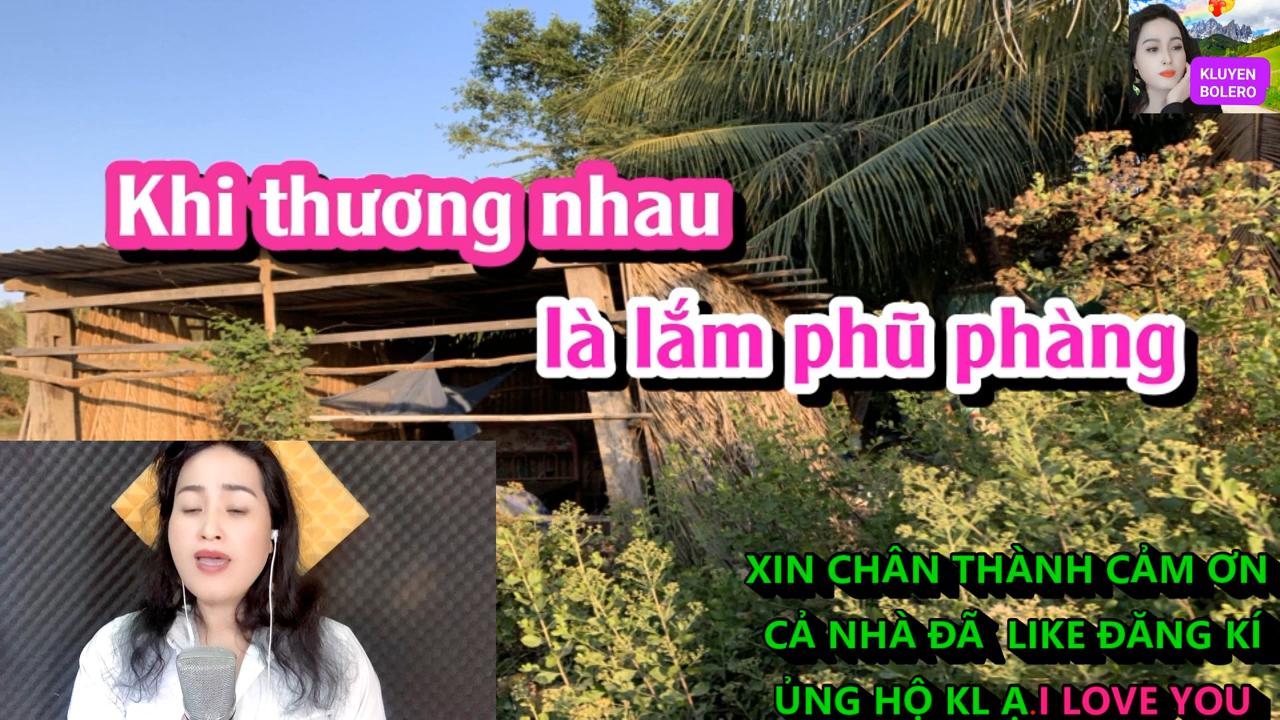 KLUYEN
BOLERO
Khi thương nhau
là lắm phũ phàng
XIN CHÂN THÀNH CẢM ƠN
CẢ NHÀ ĐÃ LIKE ĐĂNG KÍ
ỦNG HỘ KL Ạ.I LOVE YOU